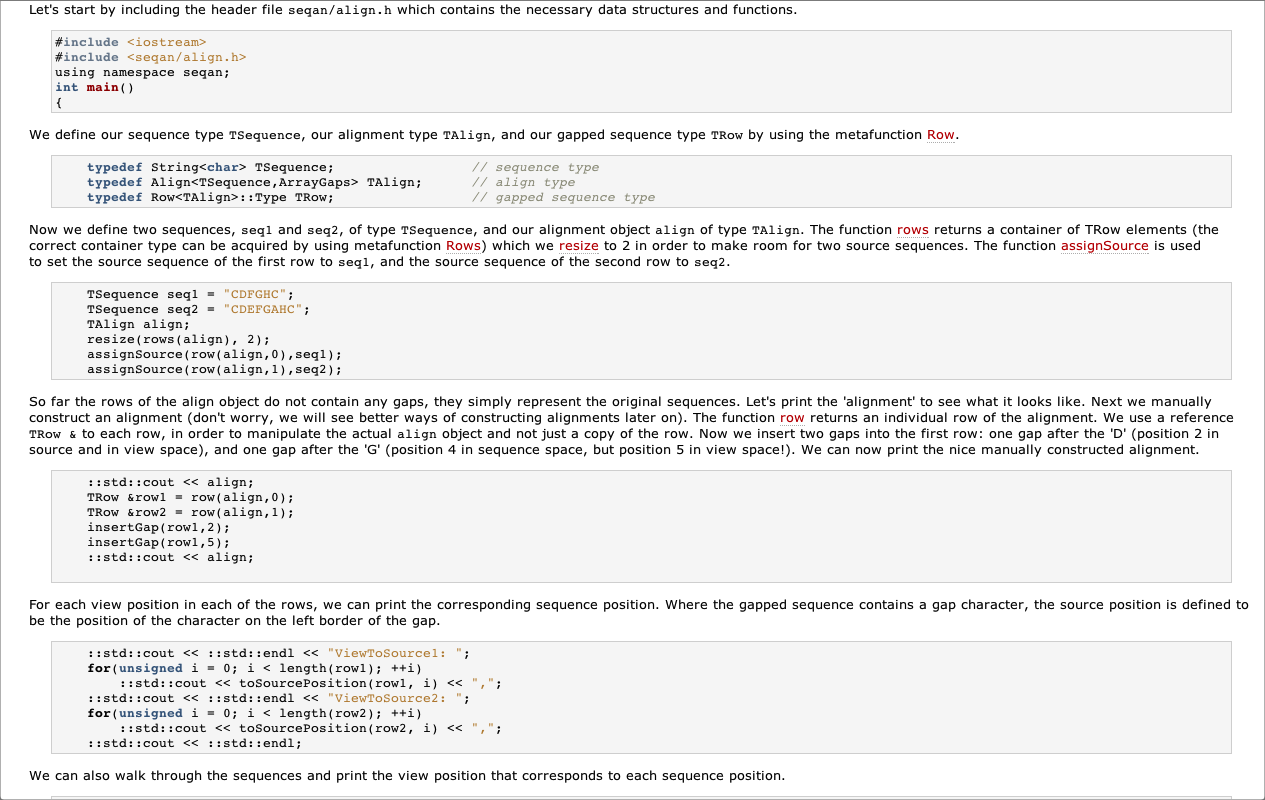 Let's start by including the header file seqan/align.h which contains the necessary data structures and functions.
#include <iostream>
#include <seqan/align.h>
using namespace seqan;
int main()
{
We define our sequence type TSequence, our alignment type TAlign, and our gapped sequence type TRow by using the metafunction Row.
typedef String<char> TSequence; // sequence type
typedef Align<TSequence,ArrayGaps> TAlign; // align type
typedef Row<TAlign>::Type TRow; // gapped sequence type
Now we define two sequences, seq1 and seq2, of type TSequence, and our alignment object align of type TAlign. The function rows returns a container of TRow elements (the
correct container type can be acquired by using metafunction Rows) which we resize to 2 in order to make room for two source sequences. The function assignSource is used
to set the source sequence of the first row to seq1, and the source sequence of the second row to seq2.
TSequence seq1 = "CDFGHC";
TSequence seq2 = "CDEFGAHC";
TAlign align;
resize(rows(align), 2);
assignSource(row(align,0),seq1);
assignSource(row(align,1),seq2);
So far the rows of the align object do not contain any gaps, they simply represent the original sequences. Let's print the 'alignment' to see what it looks like. Next we manually
construct an alignment (don't worry, we will see better ways of constructing alignments later on). The function row returns an individual row of the alignment. We use a reference
TRow & to each row, in order to manipulate the actual align object and not just a copy of the row. Now we insert two gaps into the first row: one gap after the 'D' (position 2 in
source and in view space), and one gap after the 'G' (position 4 in sequence space, but position 5 in view space!). We can now print the nice manually constructed alignment.
::std::cout << align;
TRow &row1 = row(align,0);
TRow &row2 = row(align,1);
insertGap(row1,2);
insertGap(row1,5);
::std::cout << align;
For each view position in each of the rows, we can print the corresponding sequence position. Where the gapped sequence contains a gap character, the source position is defined to
be the position of the character on the left border of the gap.
::std::cout << ::std::endl << "ViewToSource1: ";
for(unsigned i = 0; i < length(row1); ++i)
::std::cout << toSourcePosition(row1, i) << ",";
::std::cout << ::std::endl << "ViewToSource2: ";
for(unsigned i = 0; i < length(row2); ++i)
::std::cout << toSourcePosition(row2, i) << ",";
::std::cout << ::std::endl;
We can also walk through the sequences and print the view position that corresponds to each sequence position.